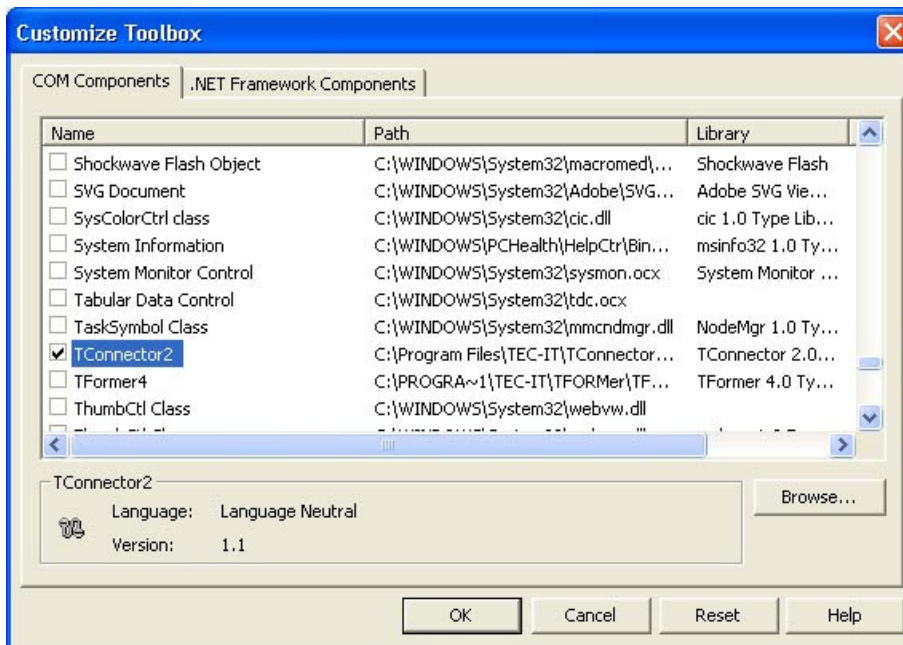 Customize Toolbox
COM Components .NET Framework Components
Name Path Library
Shockwave Flash Object C:\WINDOWS\System32\macromed\... Shockwave Flash
SVG Document C:\WINDOWS\System32\Adobe\SVG... Adobe SVG Vie...
SysColorCtrl class C:\WINDOWS\System32\cic.dll cic 1.0 Type Lib...
System Information C:\WINDOWS\PCHealth\HelpCtr\Bin... msinfo32 1.0 Ty...
System Monitor Control C:\WINDOWS\System32\sysmon.ocx System Monitor ...
Tabular Data Control C:\WINDOWS\System32\tdc.ocx
TaskSymbol Class C:\WINDOWS\System32\mmcndmgr.dll NodeMgr 1.0 Ty...
TConnector2 C:\Program Files\TEC-IT\TConnector... TConnector 2.0...
TFormer4 C:\PROGRA~1\TEC-IT\TFORMer\TF... TFormer 4.0 Ty...
ThumbCtl Class C:\WINDOWS\System32\webvw.dll
TConnector2
Browse...
Language: Language Neutral
Version: 1.1
OK Cancel Reset Help